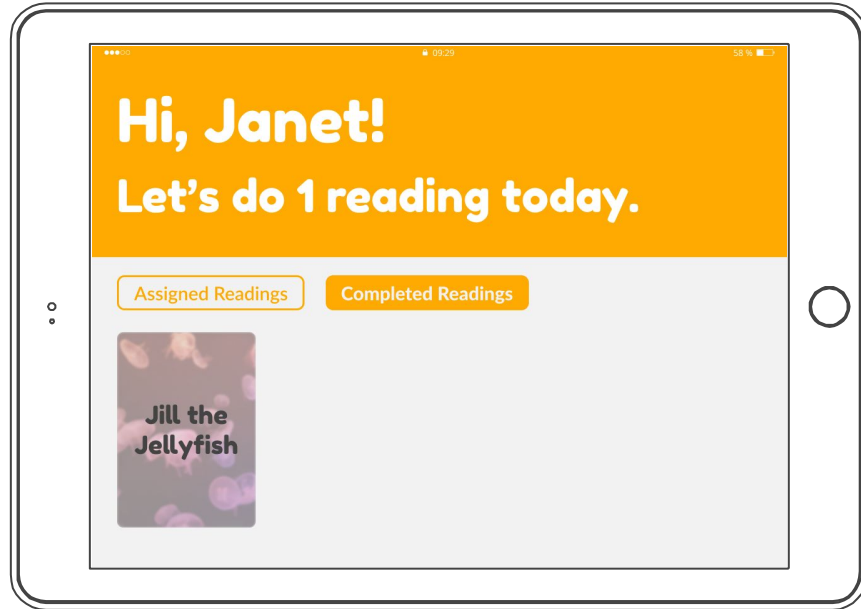 09:29
58 %
Hi, Janet!
Let’s do 1 reading today.
Assigned Readings
Completed Readings
Jill the
Jellyfish